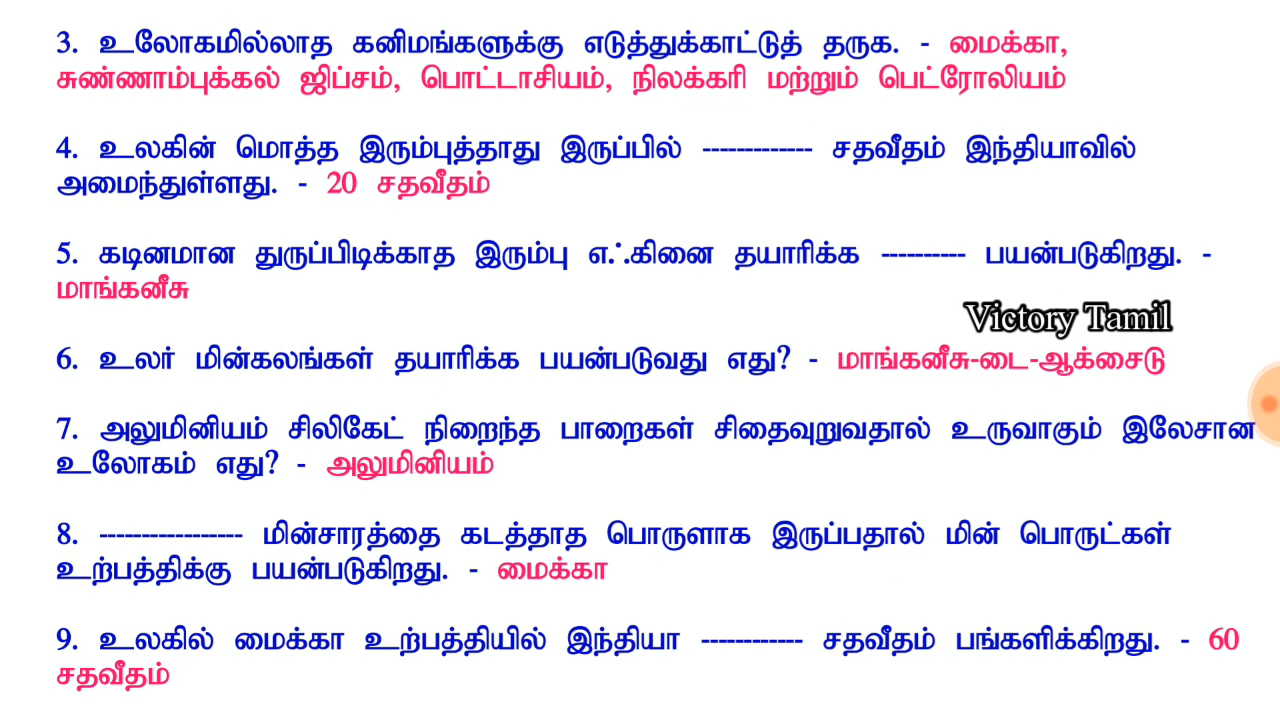 3. உலோகமில்லாத கனிமங்களுக்கு எடுத்துக்காட்டுத் தருக. - மைக்கா,
சுண்ணாம்புக்கல் ஜிப்சம், பொட்டாசியம், நிலக்கரி மற்றும் பெட்ரோலியம்
4. உலகின் மொத்த இரும்புத்தாது இருப்பில் ------------- சதவீதம் இந்தியாவில்
அமைந்துள்ளது. - 20 சதவீதம்
5. கடினமான துருப்பிடிக்காத இரும்பு எஃகினை தயாரிக்க ---------- பயன்படுகிறது. -
மாங்கனீசு
Victory Tamil
6. உலர் மின்கலங்கள் தயாரிக்க பயன்படுவது எது? - மாங்கனீசு-டை-ஆக்சைடு
7. அலுமினியம் சிலிகேட் நிறைந்த பாறைகள் சிதைவுறுவதால் உருவாகும் இலேசான
உலோகம் எது? - அலுமினியம்
8. ----------------- மின்சாரத்தை கடத்தாத பொருளாக இருப்பதால் மின் பொருட்கள்
உற்பத்திக்கு பயன்படுகிறது. - மைக்கா
9. உலகில் மைக்கா உற்பத்தியில் இந்தியா ------------ சதவீதம் பங்களிக்கிறது. - 60
சதவீதம்